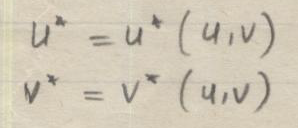 u* = u* (u,v)
v* = v* (u,v)